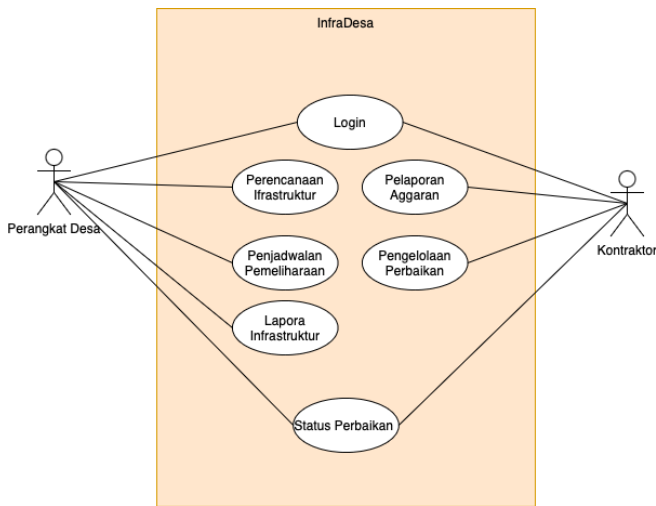 InfraDesa
Login
Perencanaan
Ifrastruktur
Pelaporan
Aggaran
Perangkat Desa
Kontraktor
Penjadwalan
Pemeliharaan
Pengelolaan
Perbaikan
Lapora
Infrastruktur
Status Perbaikan